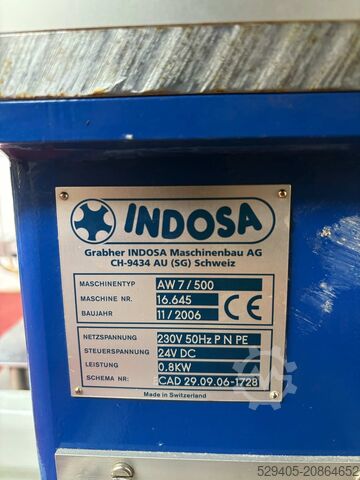 INDOSA
Grabher INDOSA Maschinenbau AG
CH-9434 AU (SG) Schweiz
MASCHINENTYP AW 7/500
MASCHINE NR. 16.645
BAUJAHR 11/2006
CE
NETZSPANNUNG 230V 50Hz P N PE
STEUERSPANNUNG 24V DC
LEISTUNG 0.8KW
SCHEMA NR: CAD 29.09.06-1728
Made in Switzerland
529405-20864652